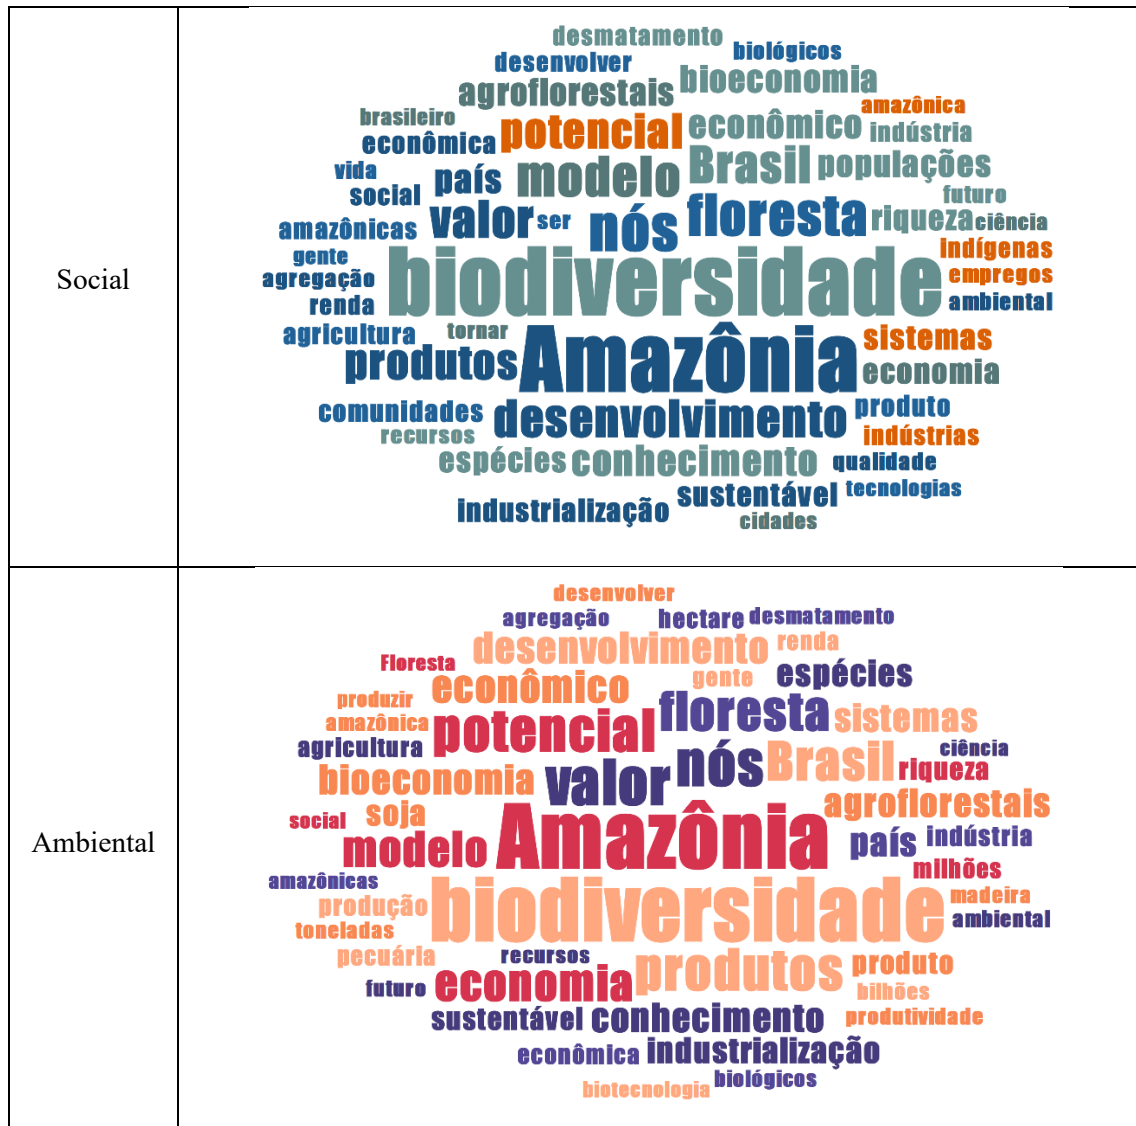 Social
desmatamento
biológicos
desenvolver
bioeconomia
agroflorestais
amazônica
brasileiro
potencial
econômico
indústria
econômica
Brasil
populações
vida
país
modelo
futuro
social
valor
ser
nós
floresta
riqueza
ciência
amazônicas
indígenas
gente
biodiversidade
empregos
agregação
ambiental
renda
agricultura
tornar
Amazônia
sistemas
produtos
economia
comunidades
desenvolvimento
produto
recursos
indústrias
espécies
conhecimento
qualidade
industrialização
sustentável
tecnologias
cidades
Ambiental
desenvolver
agregação
hectare
desmatamento
desenvolvimento
renda
Floresta
econômico
gente
espécies
produzir
amazônica
potencial
floresta
sistemas
agricultura
nós
Brasil
ciência
bioeconomia
valor
riqueza
social
soja
agroflorestais
modelo
Amazônia
país
indústria
milhões
amazônicas
produção
biodiversidade
madeira
toneladas
ambiental
pecuária
recursos
produtos
produto
futuro
economia
bilhões
sustentável
conhecimento
produtividade
econômica
industrialização
biotecnologia
biológicos